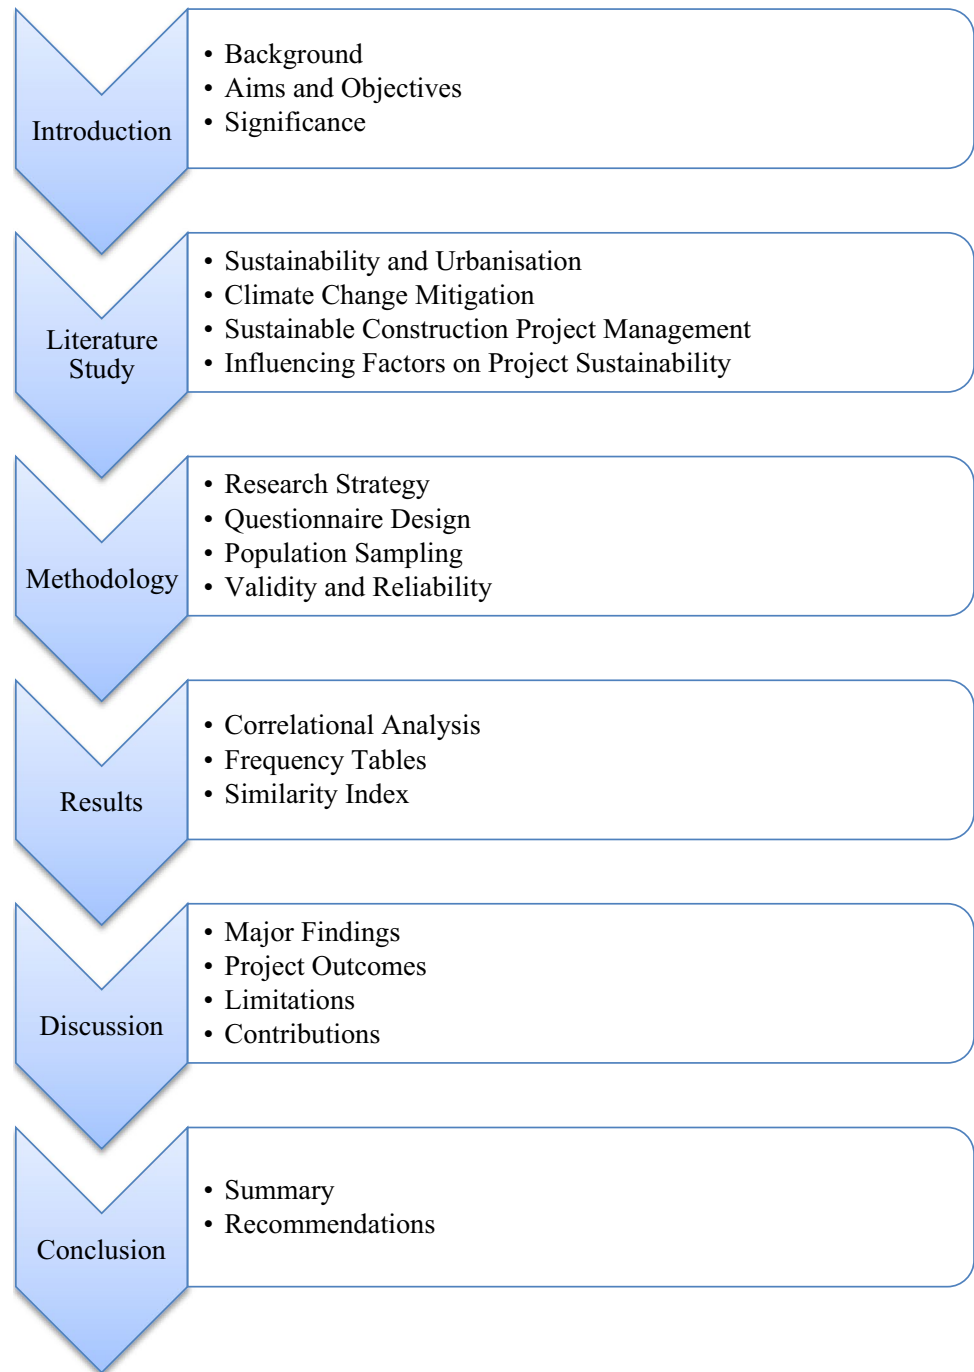 Introduction
• Background
• Aims and Objectives
• Significance
Literature
Study
• Sustainability and Urbanisation
• Climate Change Mitigation
• Sustainable Construction Project Management
• Influencing Factors on Project Sustainability
Methodology
• Research Strategy
• Questionnaire Design
• Population Sampling
• Validity and Reliability
Results
• Correlational Analysis
• Frequency Tables
• Similarity Index
Discussion
• Major Findings
• Project Outcomes
• Limitations
• Contributions
Conclusion
• Summary
• Recommendations